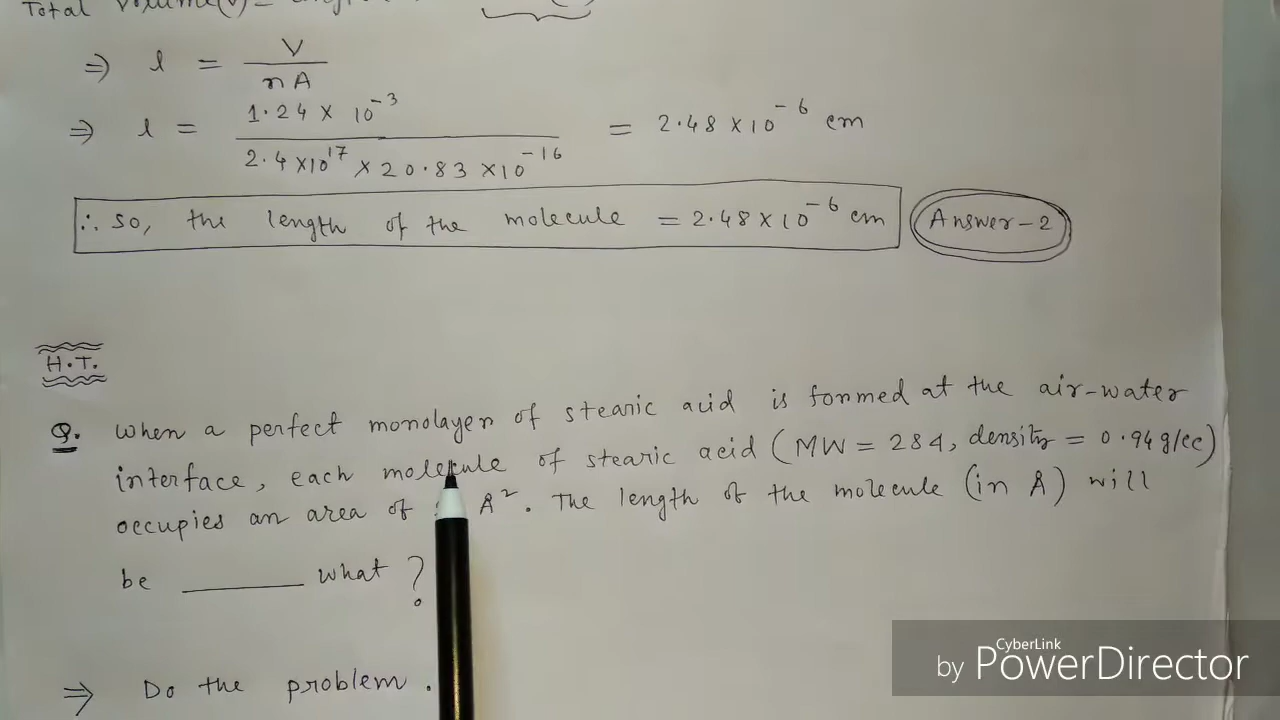 Total Volume(V) =
⇒ l = V / nA
⇒ l = 1.24 × 10⁻³ / 2.4 × 10¹⁷ × 20.83 × 10⁻¹⁶ = 2.48 × 10⁻⁶ cm
∴ so, the length of the molecule = 2.48 × 10⁻⁶ cm Answer - 2
H.T.
Q. When a perfect monolayer of stearic acid is formed at the air-water
interface, each molecule of stearic acid (MW = 284, density = 0.94 g/cc)
occupies an area of Å². The length of the molecule (in Å) will
be ______ what ?
⇒ Do the problem.
CyberLink
by PowerDirector